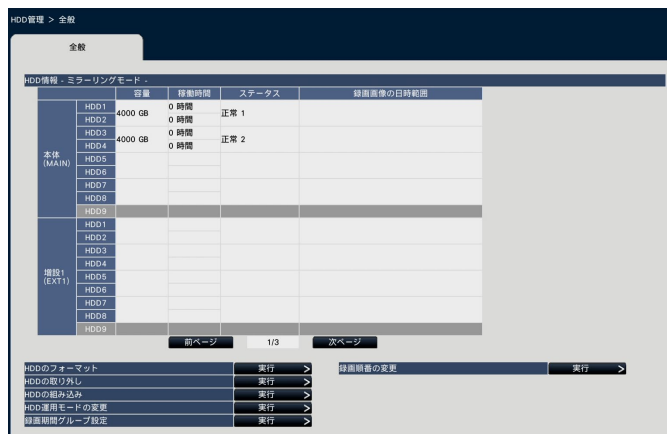 HDD管理 > 全般
全般
HDD情報 - ミラーリングモード -
容量 稼働時間 ステータス 録画画像の日時範囲
本体
(MAIN)
HDD1 4000 GB 0 時間 正常 1
HDD2 0 時間
HDD3 4000 GB 0 時間 正常 2
HDD4 0 時間
HDD5
HDD6
HDD7
HDD8
HDD9
増設1
(EXT1)
HDD1
HDD2
HDD3
HDD4
HDD5
HDD6
HDD7
HDD8
HDD9
前ページ 1/3 次ページ
HDDのフォーマット 実行 > 録画順番の変更 実行 >
HDDの取り外し 実行 >
HDDの組み込み 実行 >
HDD運用モードの変更 実行 >
録画期間グループ設定 実行 >